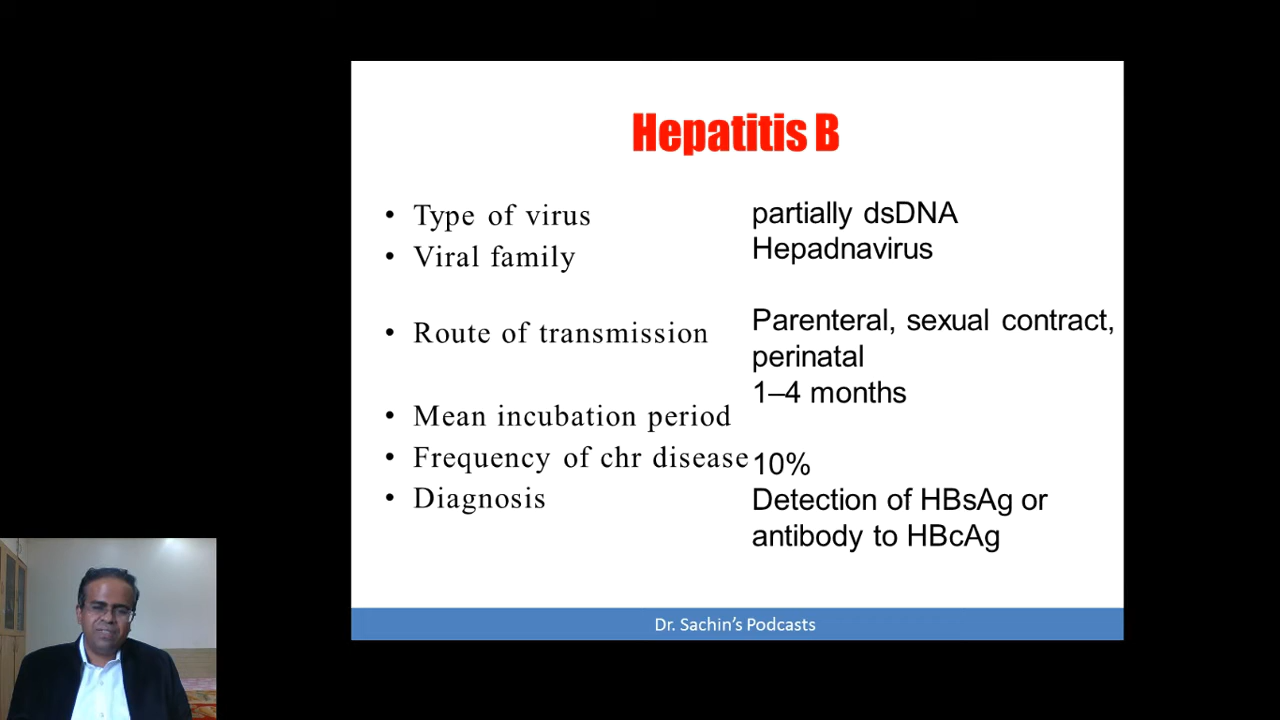 Hepatitis B
• Type of virus
• Viral family
• Route of transmission
• Mean incubation period
• Frequency of chr disease
• Diagnosis
partially dsDNA
Hepadnavirus
Parenteral, sexual contract,
perinatal
1–4 months
10%
Detection of HBsAg or
antibody to HBcAg
Dr. Sachin’s Podcasts